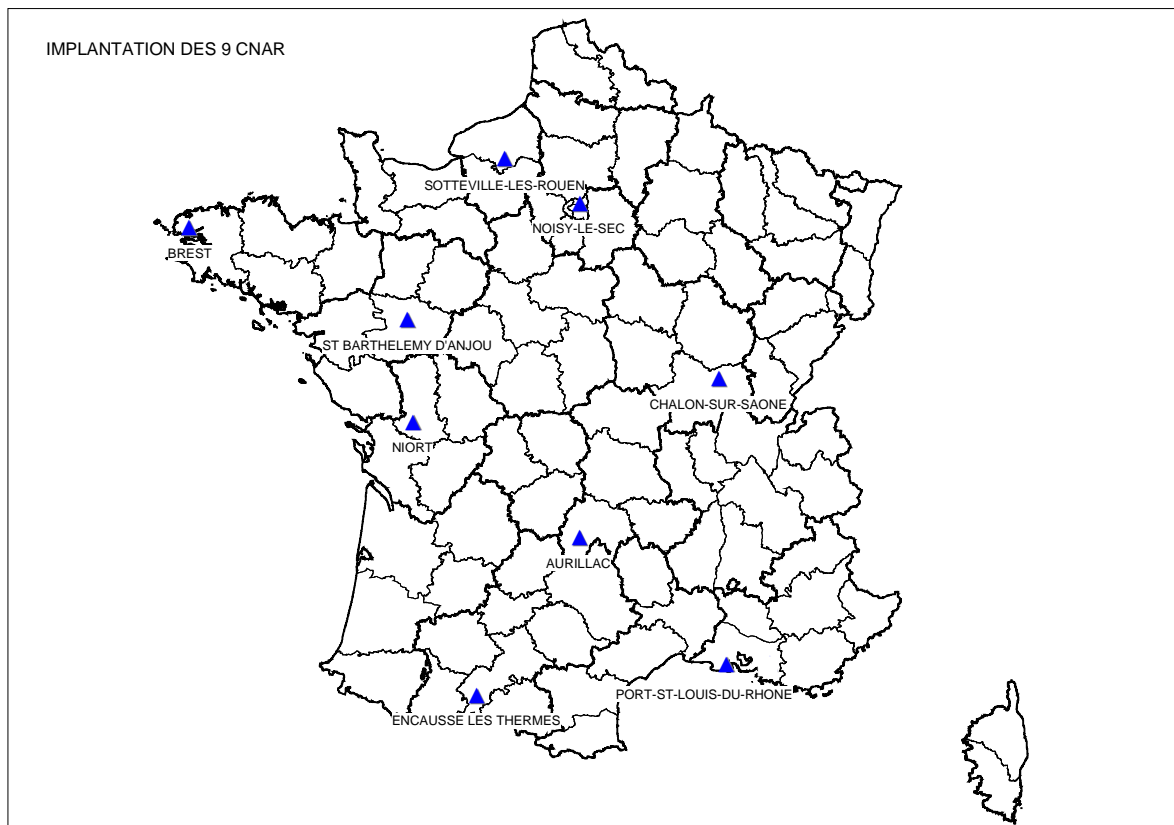 IMPLANTATION DES 9 CNAR
SOTTEVILLE-LES-ROUEN
NOISY-LE-SEC
BREST
ST BARTHELEMY D'ANJOU
CHALON-SUR-SAONE
NIORT
AURILLAC
PORT-ST-LOUIS-DU-RHONE
ENCAUSSE LES THERMES